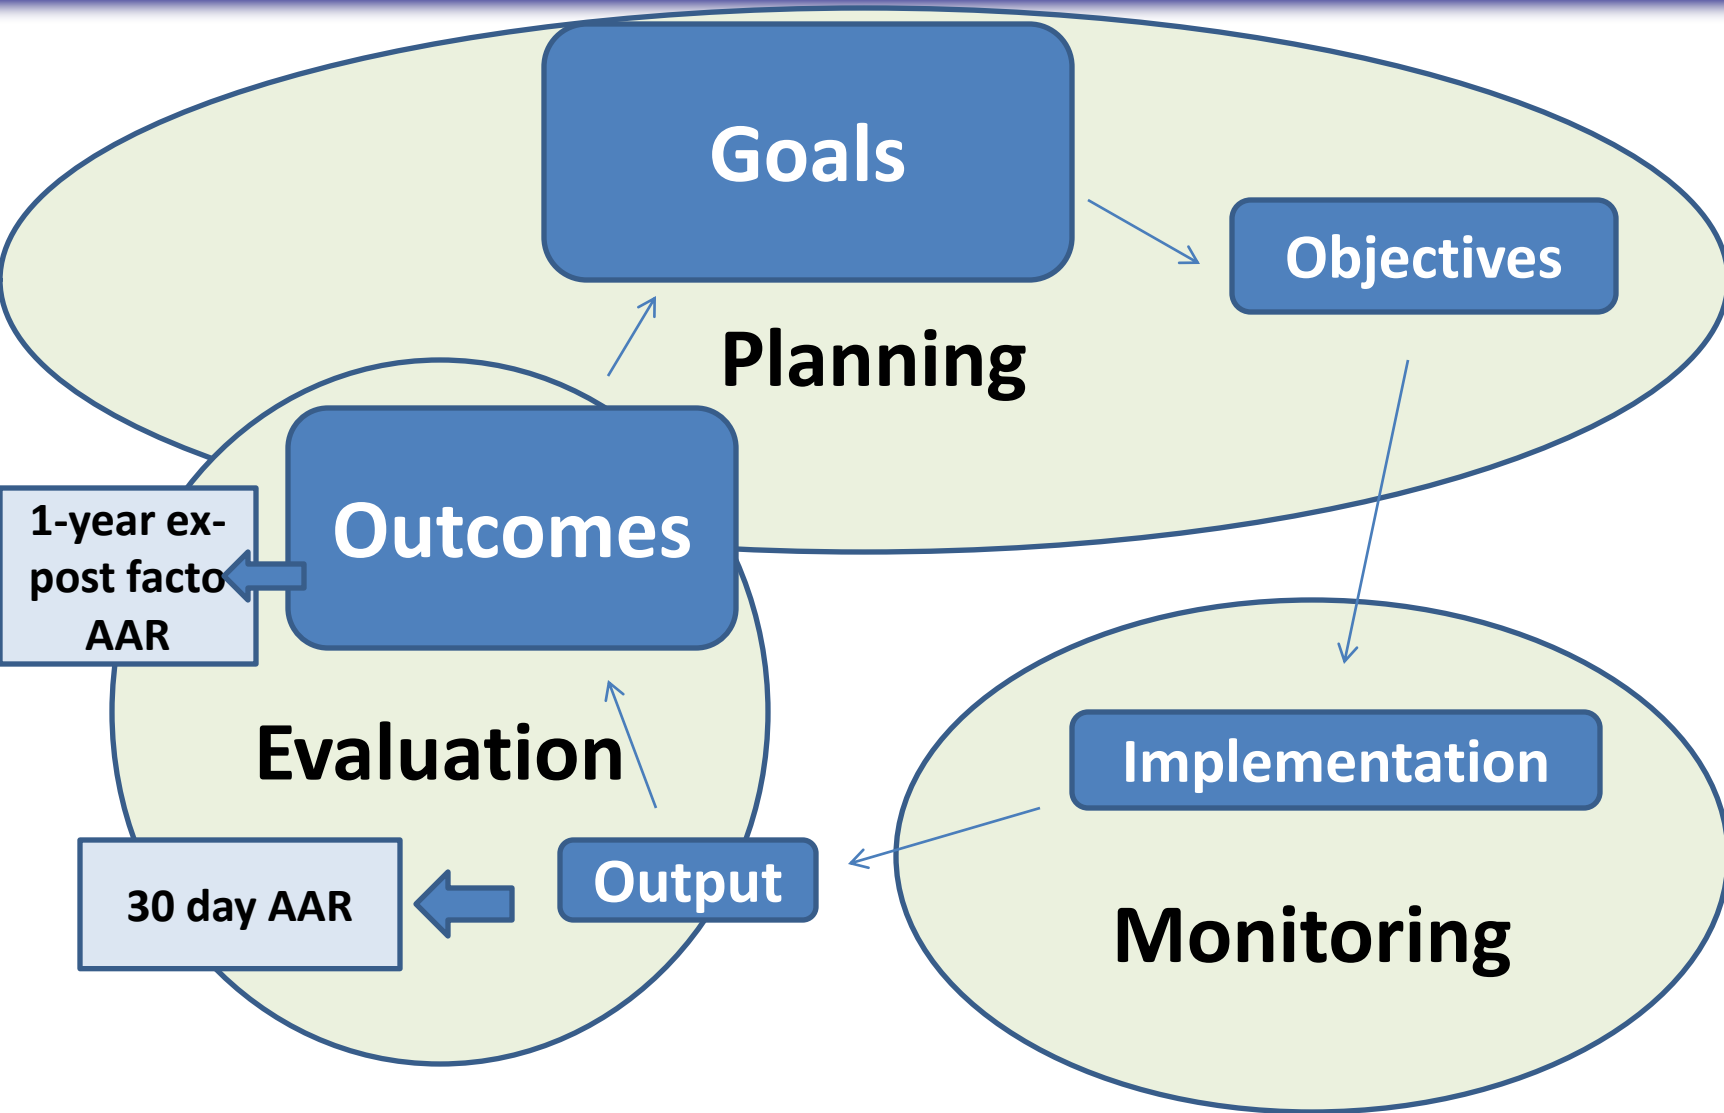 Goals
Objectives
Planning
Outcomes
1-year ex-
post facto
AAR
Evaluation
Implementation
Output
30 day AAR
Monitoring